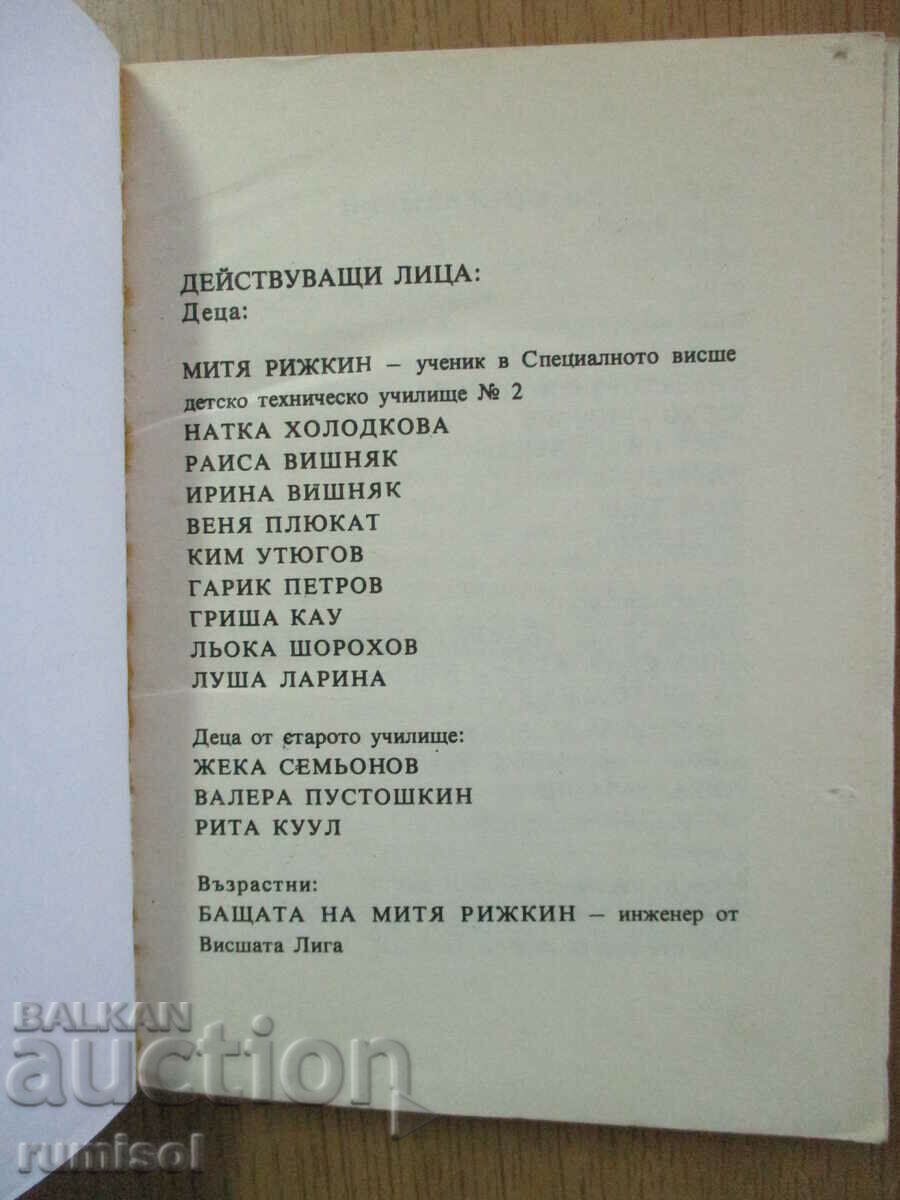 ДЕЙСТВУВАЩИ ЛИЦА:
Деца:
МИТЯ РИЖКИН – ученик в Специалното висше
детско техническо училище № 2
НАТКА ХОЛОДКОВА
РАИСА ВИШНЯК
ИРИНА ВИШНЯК
ВЕНЯ ПЛЮКАТ
КИМ УТЮГОВ
ГАРИК ПЕТРОВ
ГРИША КАУ
ЛЬОКА ШОРОХОВ
ЛУША ЛАРИНА
Деца от старото училище:
ЖЕКА СЕМЬОНОВ
ВАЛЕРА ПУСТОШКИН
РИТА КУУЛ
Възрастни:
БАЩАТА НА МИТЯ РИЖКИН – инженер от
Висшата Лига
BALKAN
auction
rumisol